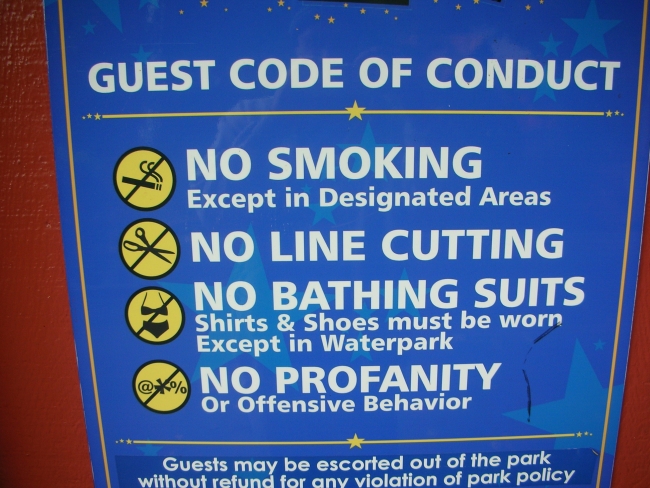 GUEST CODE OF CONDUCT
NO SMOKING
Except in Designated Areas
NO LINE CUTTING
NO BATHING SUITS
Shirts & Shoes must be worn
Except in Waterpark
@*%
NO PROFANITY
Or Offensive Behavior
Guests may be escorted out of the park
without refund for any violation of park policy